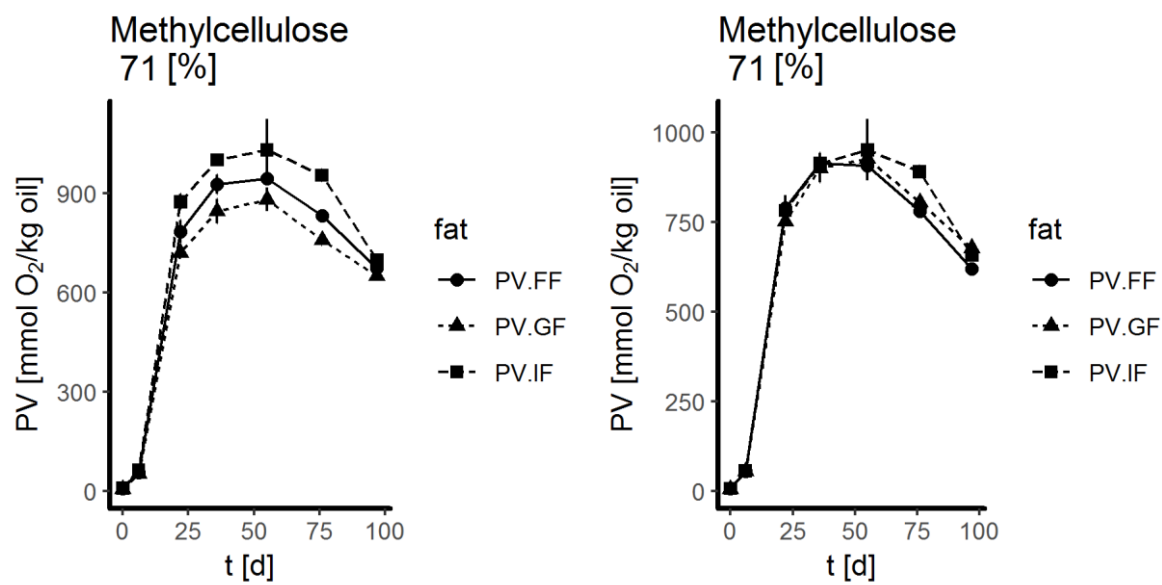 Methylcellulose
71 [%]
PV [mmol O₂/kg oil]
900
600
300
0
0 25 50 75 100
t [d]
fat
PV.FF
PV.GF
PV.IF
Methylcellulose
71 [%]
PV [mmol O₂/kg oil]
1000
750
500
250
0
0 25 50 75 100
t [d]
fat
PV.FF
PV.GF
PV.IF